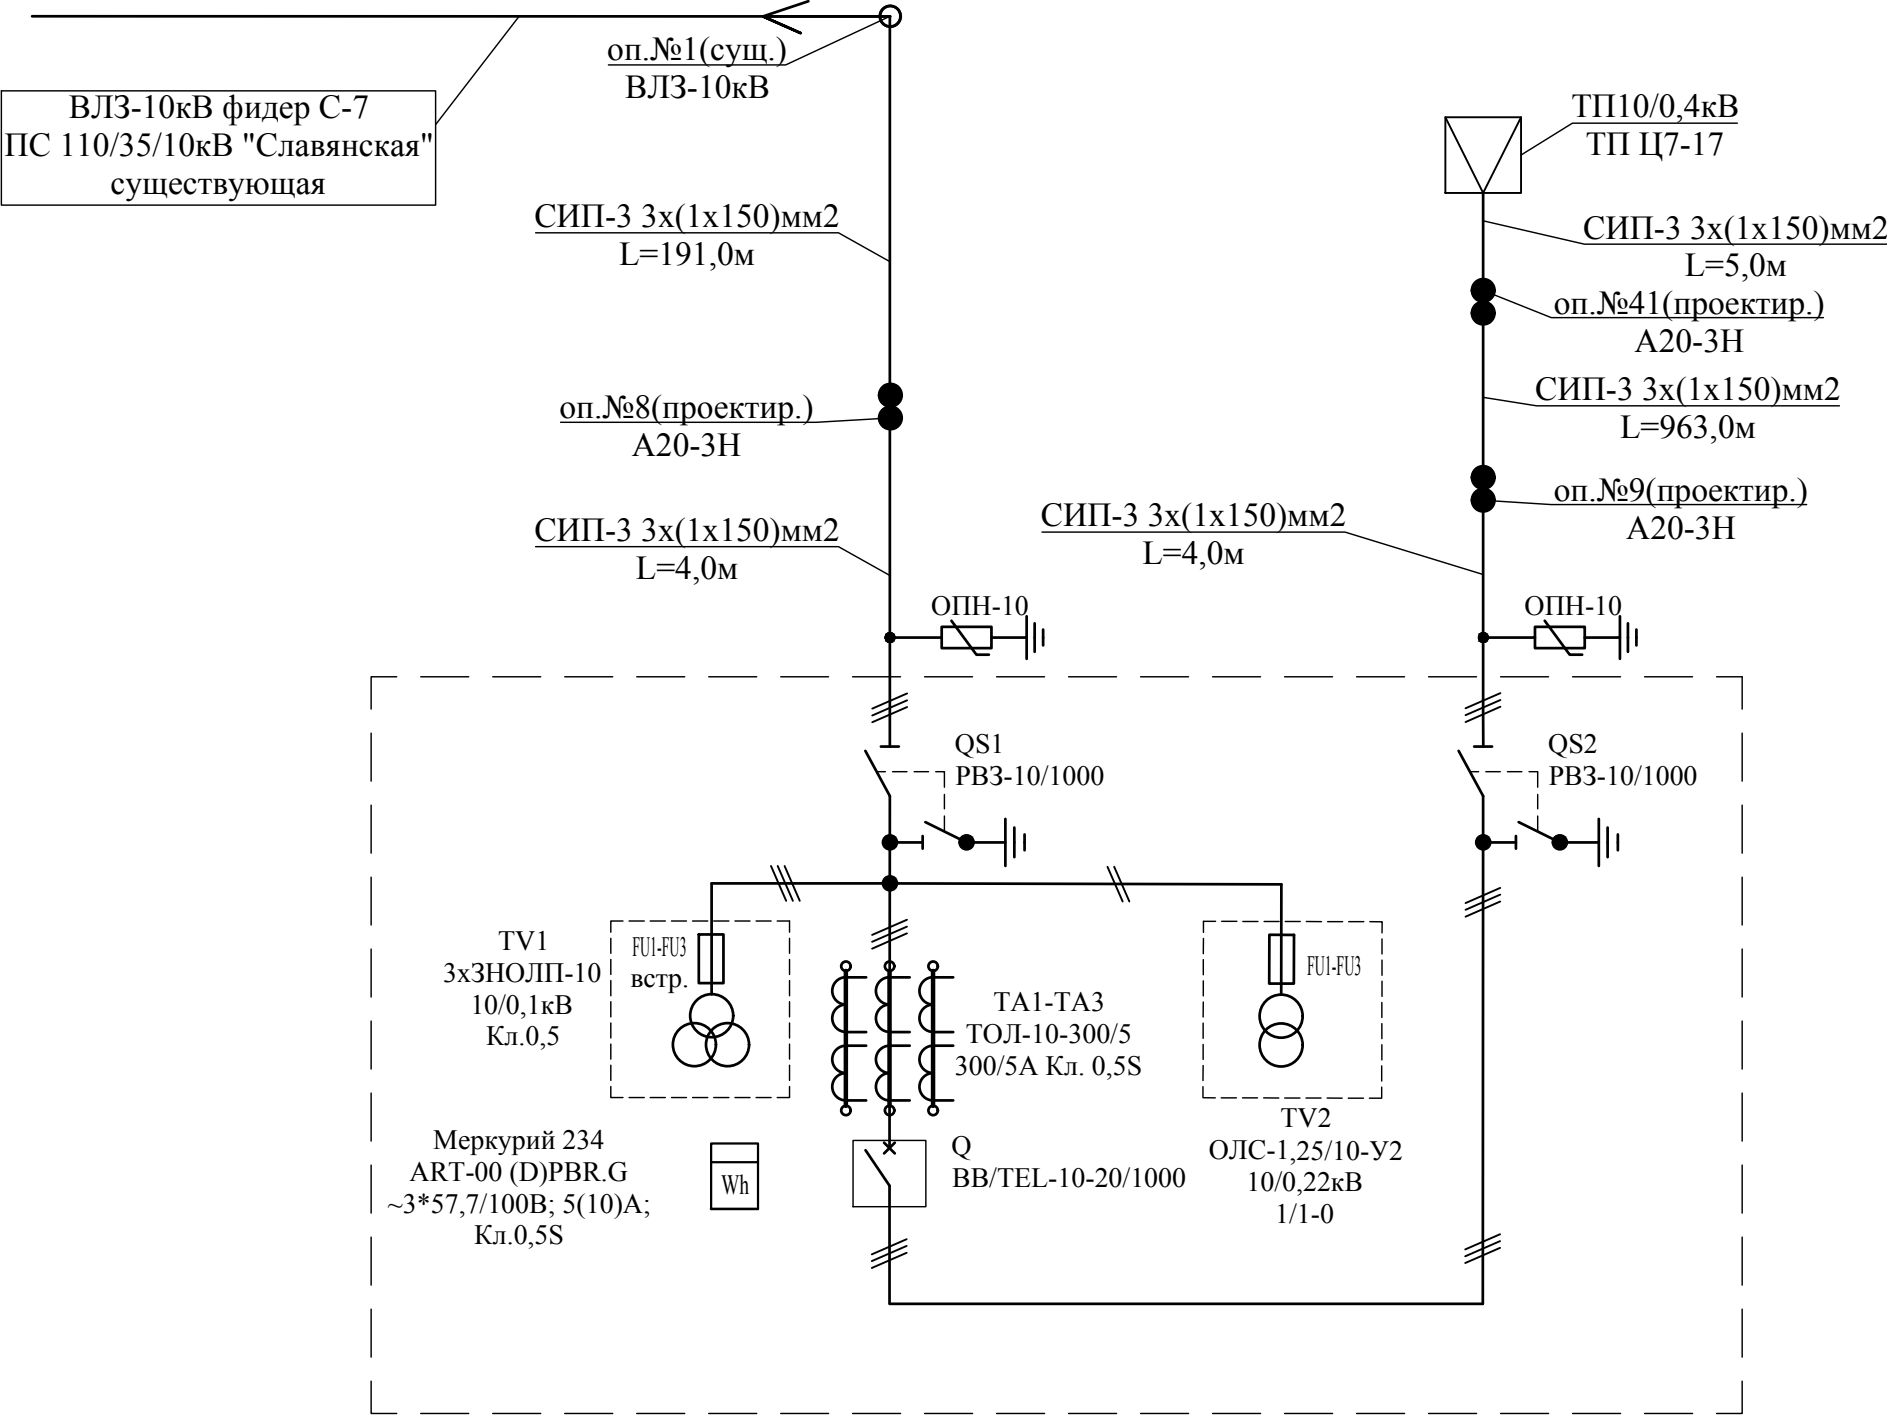 оп.№1(сущ.)
ВЛЗ-10кВ
ВЛЗ-10кВ фидер С-7
ПС 110/35/10кВ "Славянская"
существующая
ТП10/0,4кВ
ТП Ц7-17
СИП-3 3х(1х150)мм2
L=191,0м
СИП-3 3х(1х150)мм2
L=5,0м
оп.№41(проектир.)
А20-3Н
СИП-3 3х(1х150)мм2
L=963,0м
оп.№8(проектир.)
А20-3Н
оп.№9(проектир.)
А20-3Н
СИП-3 3х(1х150)мм2
L=4,0м
СИП-3 3х(1х150)мм2
L=4,0м
ОПН-10
ОПН-10
QS1
РВЗ-10/1000
QS2
РВЗ-10/1000
TV1
3хЗНОЛП-10
10/0,1кВ
Кл.0,5
FU1-FU3
встр.
ТА1-ТА3
ТОЛ-10-300/5
300/5А Кл. 0,5S
FU1-FU3
TV2
ОЛС-1,25/10-У2
10/0,22кВ
1/1-0
Меркурий 234
ART-00 (D)PBR.G
~3*57,7/100В; 5(10)А;
Кл.0,5S
Wh
Q
BB/TEL-10-20/1000